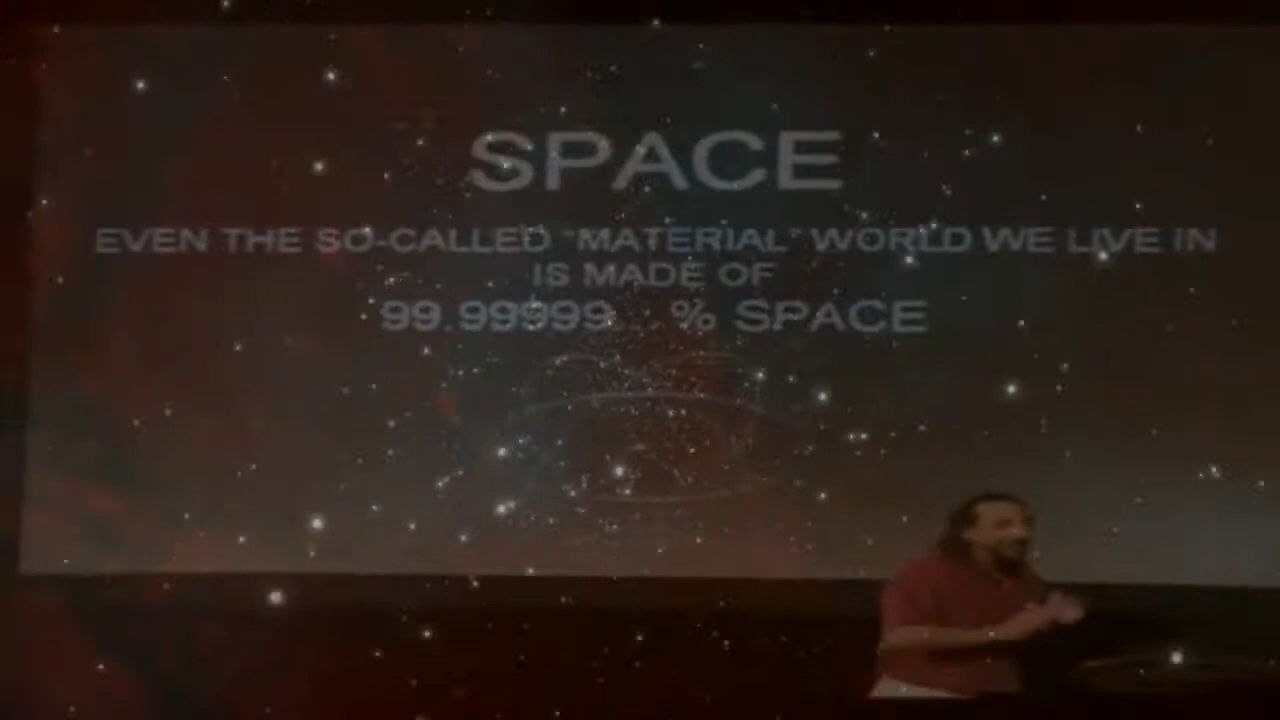 SPACE
EVEN THE SO-CALLED "MATERIAL" WORLD WE LIVE IN
IS MADE OF
99.99999... % SPACE